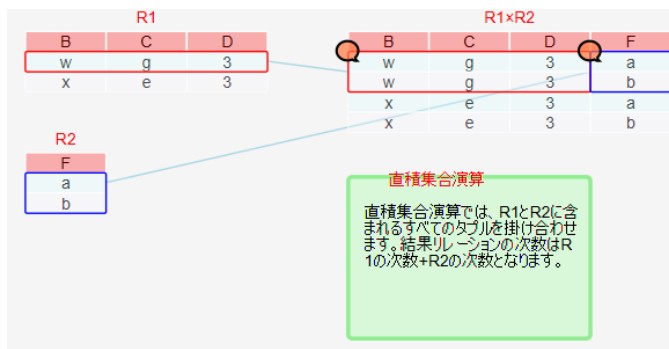 R1
B C D
w g 3
x e 3
R2
F
a
b
R1×R2
B C D F
w g 3 a
w g 3 b
x e 3 a
x e 3 b
直積集合演算
直積集合演算では、R1とR2に含
まれるすべてのタプルを掛け合わせ
ます。結果リレーションの次数はR
1の次数+R2の次数となります。